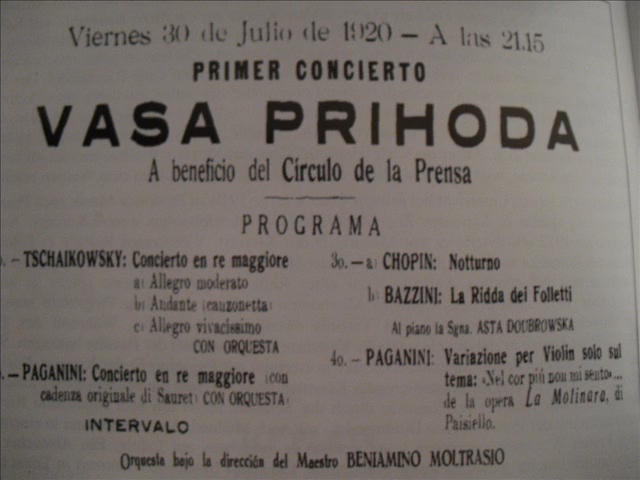 Viernes 30 de Julio de 1920 – A las 21.15
PRIMER CONCIERTO
VASA PRIHODA
A beneficio del Círculo de la Prensa
PROGRAMA
o. – TSCHAIKOWSKY: Concierto en re maggiore
a) Allegro moderato
b) Andante (canzonetta)
c) Allegro vivacissimo
CON ORQUESTA
o. – PAGANINI: Concierto en re maggiore (con
cadenza originale di Sauret) CON ORQUESTA)
INTERVALO
3o. – a) CHOPIN: Notturno
b) BAZZINI: La Ridda dei Folletti
Al piano la Sgna. ASTA DOUBROWSKA
4o. – PAGANINI: Variazione per Violin solo sul
tema: «Nel cor più non mi sento»...
de la opera La Molinara, di
Paisiello.
Orquesta bajo la dirección del Maestro BENIAMINO MOLTRASIO